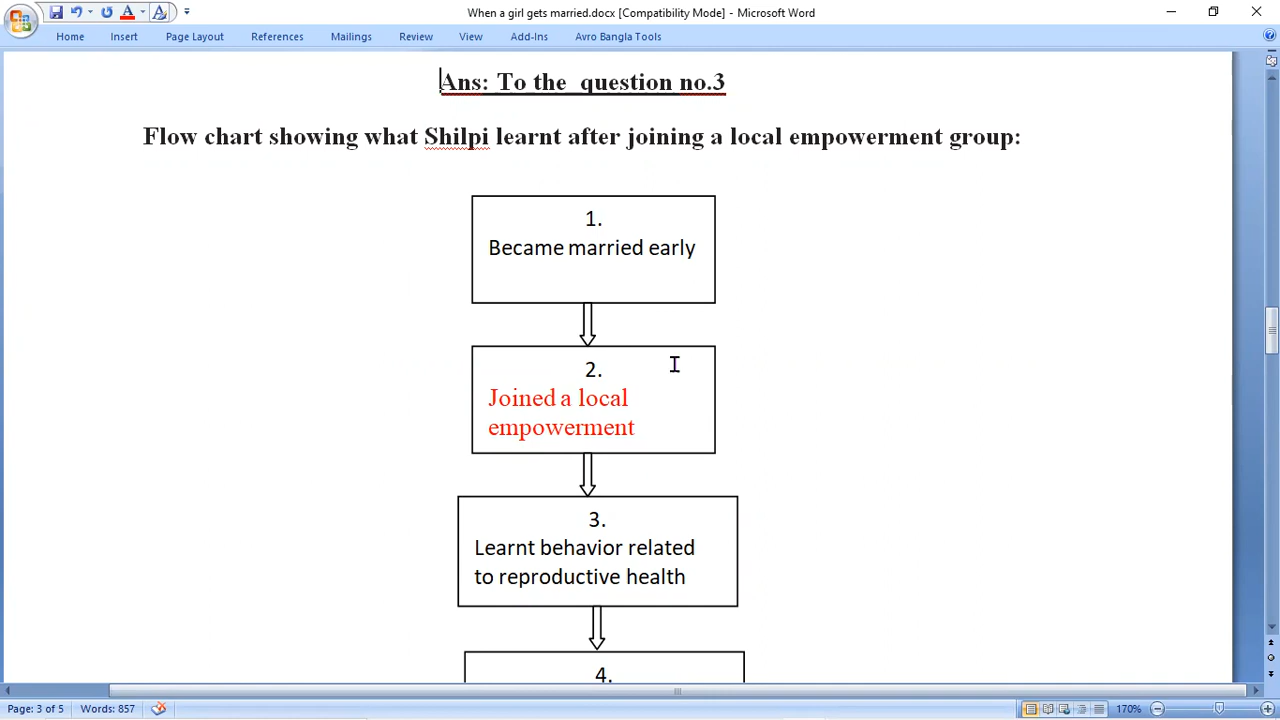 When a girl gets married.docx [Compatibility Mode] - Microsoft Word
Home Insert Page Layout References Mailings Review View Add-Ins Avro Bangla Tools
Ans: To the question no.3
Flow chart showing what Shilpi learnt after joining a local empowerment group:
1.
Became married early
2.
Joined a local
empowerment
3.
Learnt behavior related
to reproductive health
4.
Page: 3 of 5 Words: 857 170%